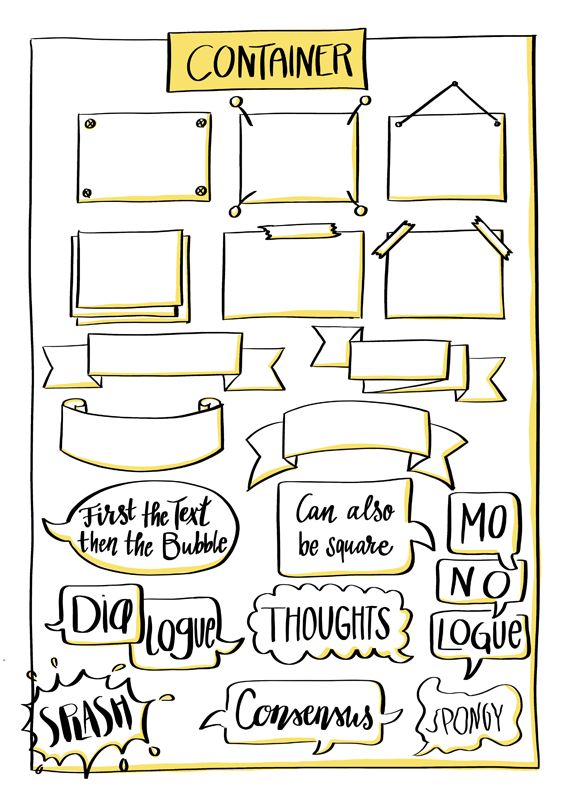 CONTAINER
First the Text
then the Bubble
Can also
be square
MO
NO
LOGUE
Dia
logue
THOUGHTS
SPLASH
Consensus
SPONGY